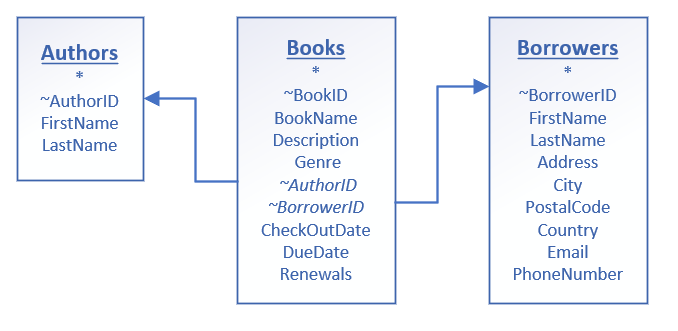 Authors
*
~AuthorID
FirstName
LastName
Books
*
~BookID
BookName
Description
Genre
~AuthorID
~BorrowerID
CheckOutDate
DueDate
Renewals
Borrowers
*
~BorrowerID
FirstName
LastName
Address
City
PostalCode
Country
Email
PhoneNumber